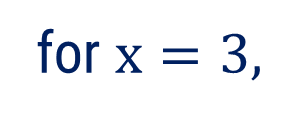 for x = 3,